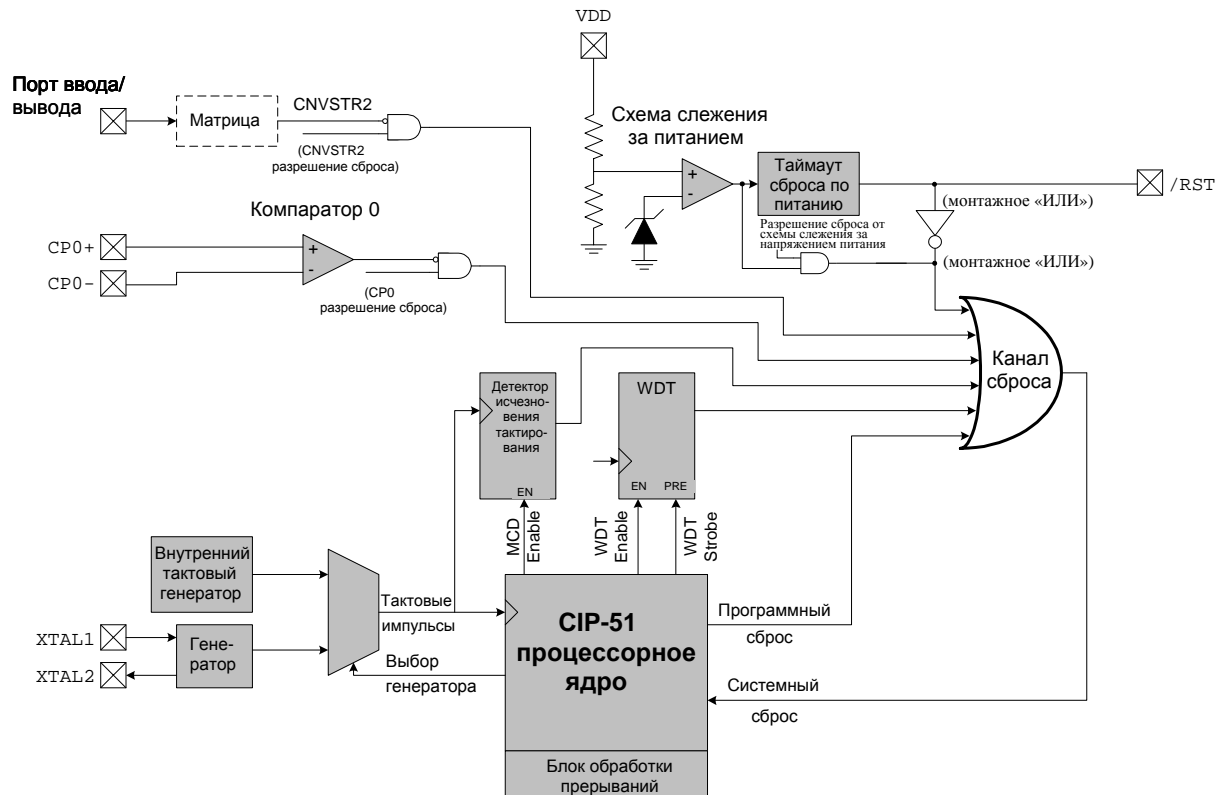 VDD
Порт ввода/
вывода
Матрица
CNVSTR2
(CNVSTR2
разрешение сброса)
Схема слежения
за питанием
+
-
Таймаут
сброса по
питанию
/RST
(монтажное «ИЛИ»)
Разрешение сброса от
схемы слежения за
напряжением питания
(монтажное «ИЛИ»)
Компаратор 0
CP0+
CP0-
+
-
(CP0
разрешение сброса)
Канал
сброса
Детектор
исчезно-
вения
тактиро-
вания
EN
WDT
EN PRE
MCD
Enable
WDT
Enable
WDT
Strobe
Внутренний
тактовый
генератор
XTAL1
XTAL2
Гене-
ратор
Тактовые
импульсы
Выбор
генератора
CIP-51
процессорное
ядро
Программный
сброс
Системный
сброс
Блок обработки
прерываний